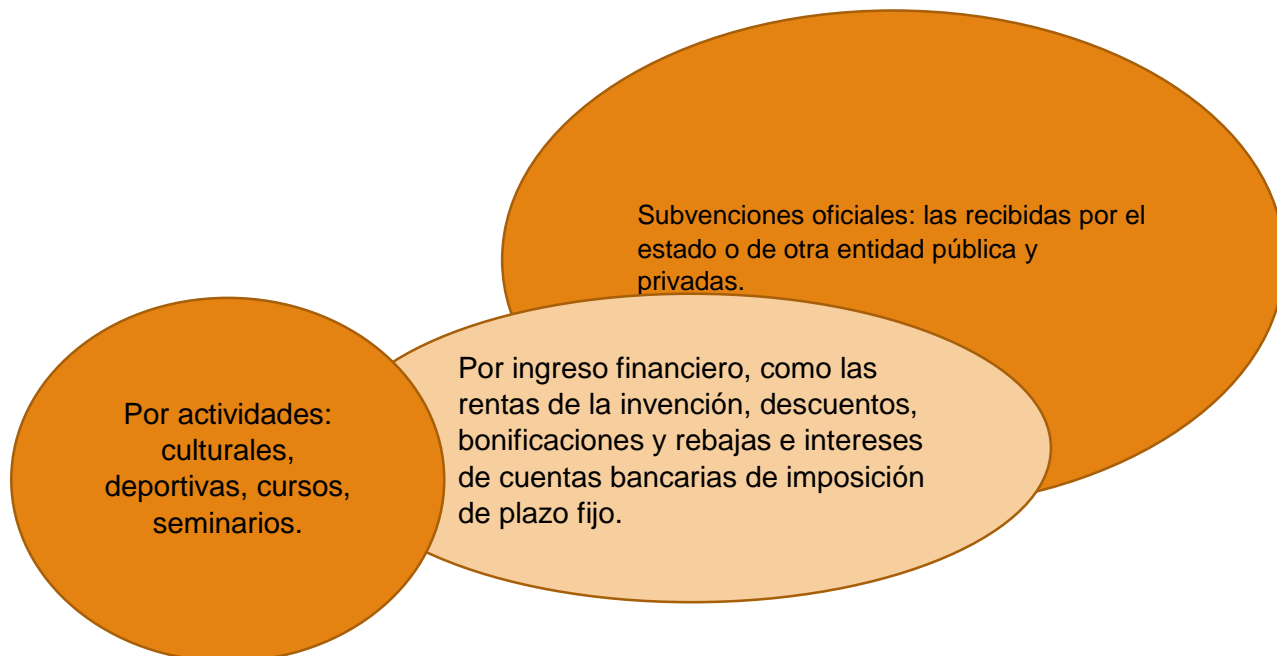 Subvenciones oficiales: las recibidas por el
estado o de otra entidad pública y
privadas.
Por ingreso financiero, como las
rentas de la invención, descuentos,
bonificaciones y rebajas e intereses
de cuentas bancarias de imposición
de plazo fijo.
Por actividades:
culturales,
deportivas, cursos,
seminarios.